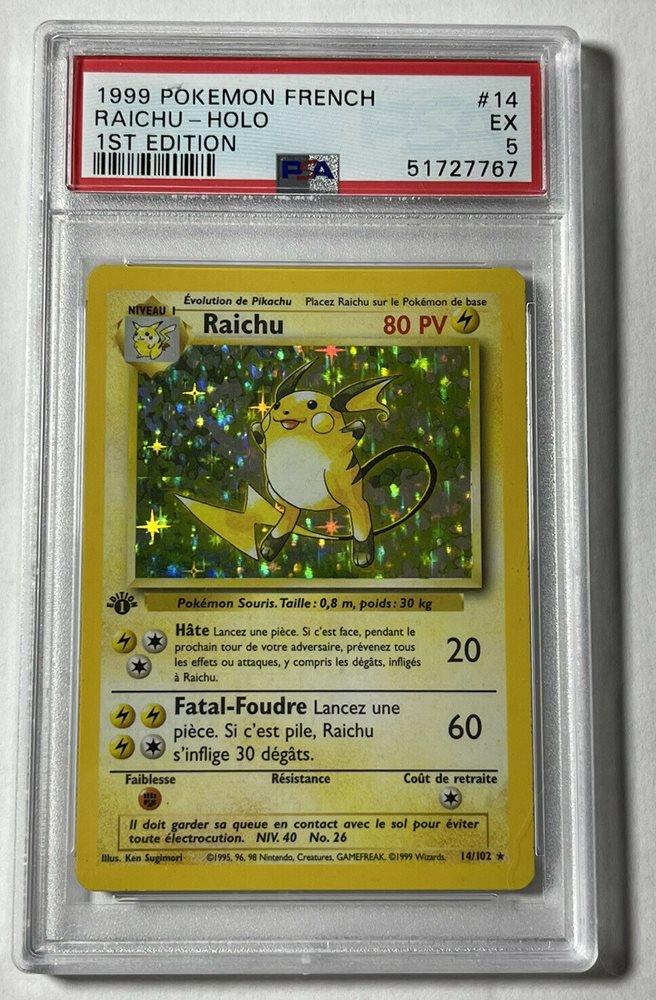 1999 POKEMON FRENCH #14
RAICHU - HOLO EX
1ST EDITION 5
PSA 51727767
Évolution de Pikachu Placez Raichu sur le Pokémon de base
NIVEAU 1
Raichu 80 PV
EDITION 1
Pokémon Souris. Taille : 0,8 m, poids : 30 kg
Hâte Lancez une pièce. Si c'est face, pendant le
prochain tour de votre adversaire, prévenez tous
les effets ou attaques, y compris les dégâts, infligés
à Raichu.
20
Fatal-Foudre Lancez une
pièce. Si c'est pile, Raichu
s'inflige 30 dégâts.
60
Faiblesse Résistance Coût de retraite
Il doit garder sa queue en contact avec le sol pour éviter
toute électrocution. NIV. 40 No. 26
Illus. Ken Sugimori ©1995, 96, 98 Nintendo, Creatures, GAMEFREAK. ©1999 Wizards. 14/102 ★